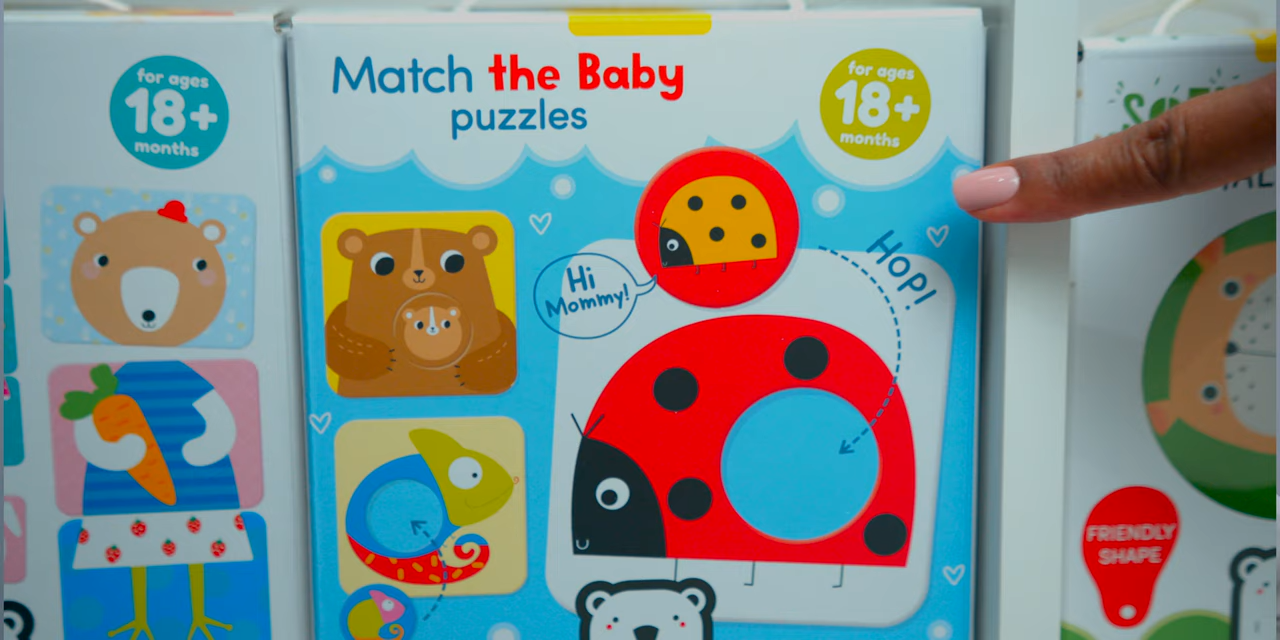 for ages
18+
months
Match the Baby
puzzles
for ages
18+
months
Hi
Mommy!
HOP!
FRIENDLY
SHAPE